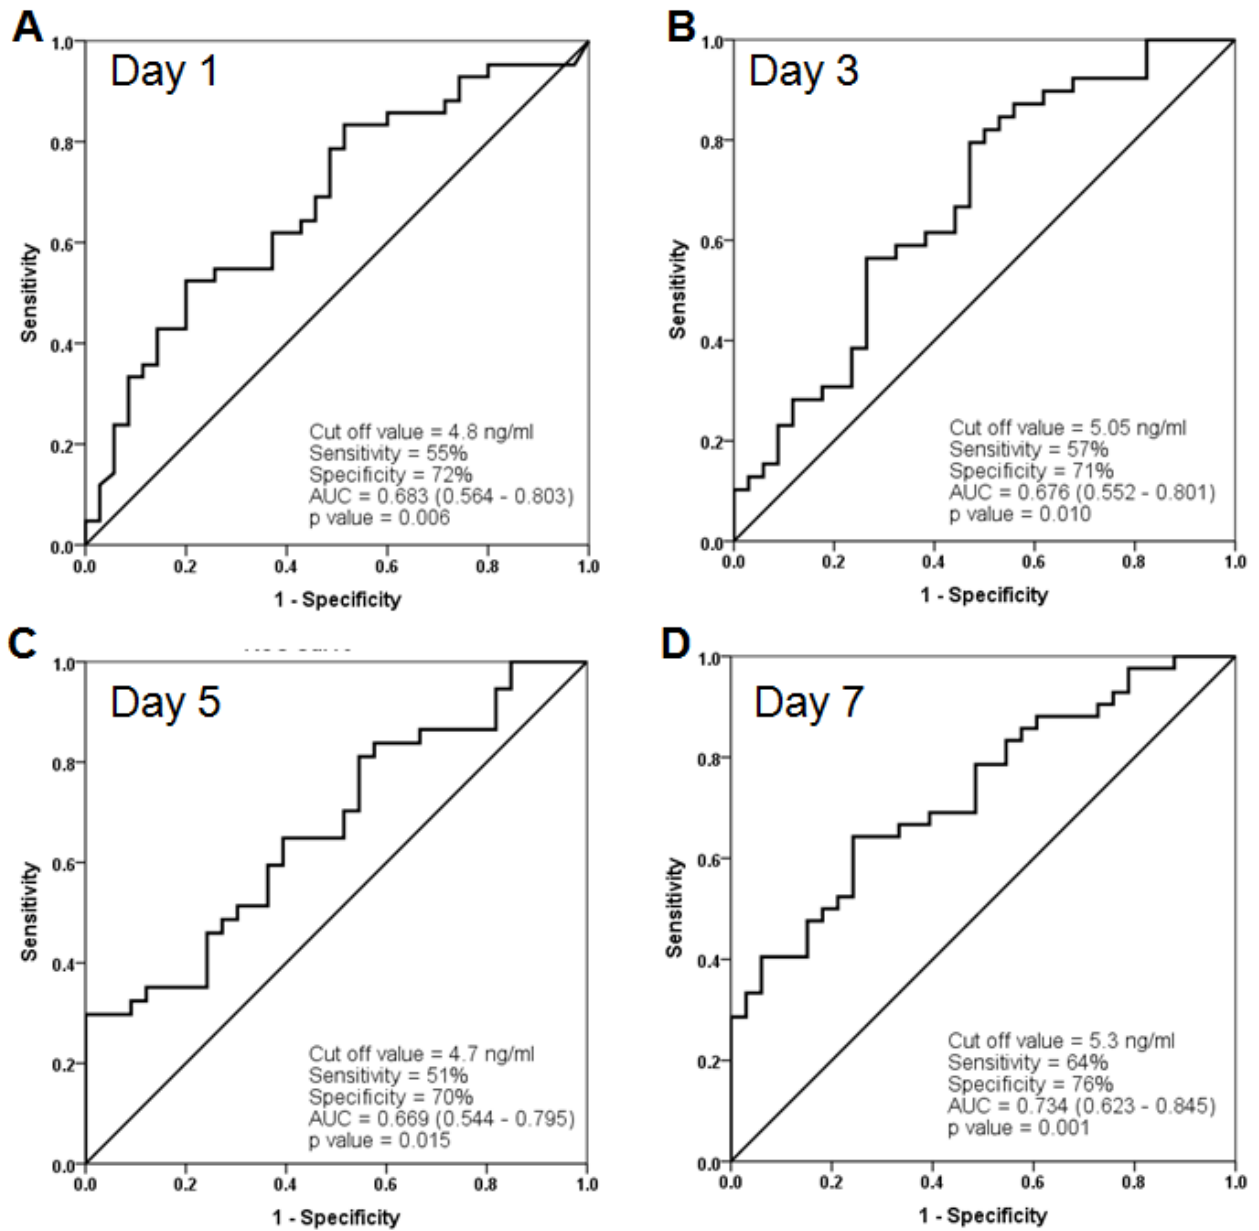 A
Day 1
1.0
0.8
0.6
0.4
0.2
0.0
Sensitivity
Cut off value = 4.8 ng/ml
Sensitivity = 55%
Specificity = 72%
AUC = 0.683 (0.564 - 0.803)
p value = 0.006
0.0 0.2 0.4 0.6 0.8 1.0
1 - Specificity
B
Day 3
1.0
0.8
0.6
0.4
0.2
0.0
Sensitivity
Cut off value = 5.05 ng/ml
Sensitivity = 57%
Specificity = 71%
AUC = 0.676 (0.552 - 0.801)
p value = 0.010
0.0 0.2 0.4 0.6 0.8 1.0
1 - Specificity
C
Day 5
1.0
0.8
0.6
0.4
0.2
0.0
Sensitivity
Cut off value = 4.7 ng/ml
Sensitivity = 51%
Specificity = 70%
AUC = 0.669 (0.544 - 0.795)
p value = 0.015
0.0 0.2 0.4 0.6 0.8 1.0
1 - Specificity
D
Day 7
1.0
0.8
0.6
0.4
0.2
0.0
Sensitivity
Cut off value = 5.3 ng/ml
Sensitivity = 64%
Specificity = 76%
AUC = 0.734 (0.623 - 0.845)
p value = 0.001
0.0 0.2 0.4 0.6 0.8 1.0
1 - Specificity